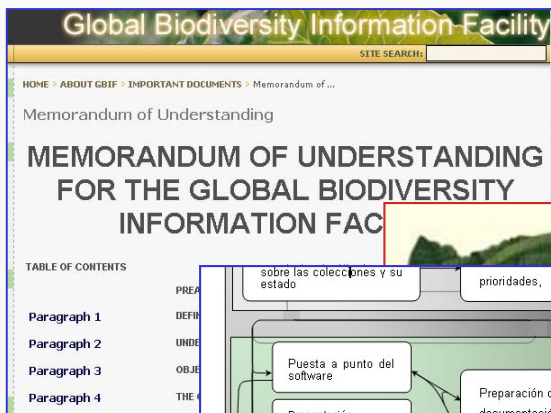 Global Biodiversity Information Facility
SITE SEARCH:
HOME > ABOUT GBIF > IMPORTANT DOCUMENTS > Memorandum of ...
Memorandum of Understanding
MEMORANDUM OF UNDERSTANDING
FOR THE GLOBAL BIODIVERSITY
INFORMATION FAC
TABLE OF CONTENTS
PREA
Paragraph 1 DEFIN
Paragraph 2 UNDE
Paragraph 3 OBJE
Paragraph 4 THE
sobre las colecciones y su
estado
prioridades,
Puesta a punto del
software
Preparación